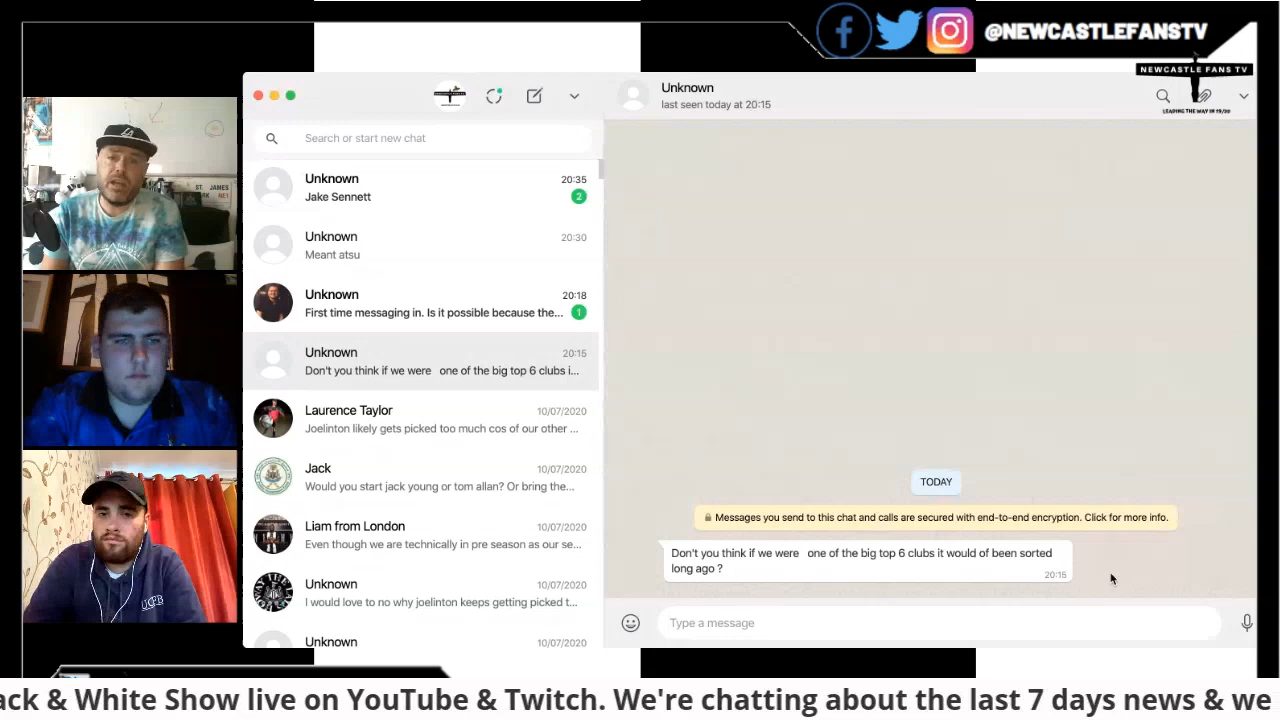 @NEWCASTLEFANSTV
NEWCASTLE FANS TV
LEADING THE WAY IN 19/20
Unknown
last seen today at 20:15
Search or start new chat
Unknown 20:35
Jake Sennett 2
Unknown 20:30
Meant atsu
Unknown 20:18
First time messaging in. Is it possible because the... 1
Unknown 20:15
Don't you think if we were one of the big top 6 clubs i...
Laurence Taylor 10/07/2020
Joelinton likely gets picked too much cos of our other ...
Jack 10/07/2020
Would you start jack young or tom allan? Or bring the...
Liam from London 10/07/2020
Even though we are technically in pre season as our se...
Unknown 10/07/2020
I would love to no why joelinton keeps getting picked t...
Unknown 10/07/2020
TODAY
Messages you send to this chat and calls are secured with end-to-end encryption. Click for more info.
Don't you think if we were one of the big top 6 clubs it would of been sorted
long ago ?
20:15
Type a message
ST. JAMES
NE1
ack & White Show live on YouTube & Twitch. We're chatting about the last 7 days news & we